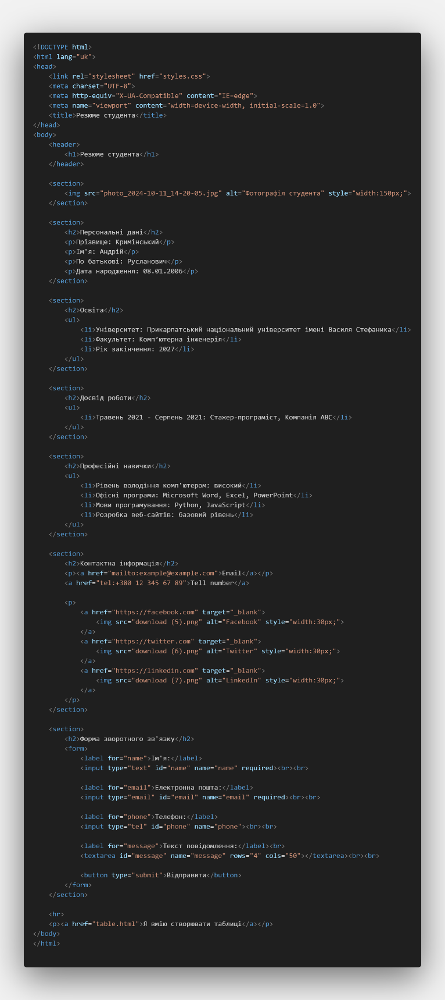 <!DOCTYPE html>
<html lang="uk">
<head>
    <link rel="stylesheet" href="styles.css">
    <meta charset="UTF-8">
    <meta http-equiv="X-UA-Compatible" content="IE=edge">
    <meta name="viewport" content="width=device-width, initial-scale=1.0">
    <title>Резюме студента</title>
</head>
<body>
    <header>
        <h1>Резюме студента</h1>
    </header>

    <section>
        <img src="photo_2024-10-11_14-20-05.jpg" alt="Фотографія студента" style="width:150px;">
    </section>

    <section>
        <h2>Персональні дані</h2>
        <p>Прізвище: Кримінський</p>
        <p>Ім'я: Андрій</p>
        <p>По батькові: Русланович</p>
        <p>Дата народження: 08.01.2006</p>
    </section>

    <section>
        <h2>Освіта</h2>
        <ul>
            <li>Університет: Прикарпатський національний університет імені Василя Стефаника</li>
            <li>Факультет: Комп’ютерна інженерія</li>
            <li>Рік закінчення: 2027</li>
        </ul>
    </section>

    <section>
        <h2>Досвід роботи</h2>
        <ul>
            <li>Травень 2021 - Серпень 2021: Стажер-програміст, Компанія ABC</li>
        </ul>
    </section>

    <section>
        <h2>Професійні навички</h2>
        <ul>
            <li>Рівень володіння комп'ютером: високий</li>
            <li>Офісні програми: Microsoft Word, Excel, PowerPoint</li>
            <li>Мови програмування: Python, JavaScript</li>
            <li>Розробка веб-сайтів: базовий рівень</li>
        </ul>
    </section>

    <section>
        <h2>Контактна інформація</h2>
        <p><a href="mailto:example@example.com">Email</a></p>
        <a href="tel:+380 12 345 67 89">Tell number</a>

        <p>
            <a href="https://facebook.com" target="_blank">
                <img src="download (5).png" alt="Facebook" style="width:30px;">
            </a>
            <a href="https://twitter.com" target="_blank">
                <img src="download (6).png" alt="Twitter" style="width:30px;">
            </a>
            <a href="https://linkedin.com" target="_blank">
                <img src="download (7).png" alt="LinkedIn" style="width:30px;">
            </a>
        </p>
    </section>

    <section>
        <h2>Форма зворотного зв'язку</h2>
        <form>
            <label for="name">Ім'я:</label>
            <input type="text" id="name" name="name" required><br><br>

            <label for="email">Електронна пошта:</label>
            <input type="email" id="email" name="email" required><br><br>

            <label for="phone">Телефон:</label>
            <input type="tel" id="phone" name="phone"><br><br>

            <label for="message">Текст повідомлення:</label><br>
            <textarea id="message" name="message" rows="4" cols="50"></textarea><br><br>

            <button type="submit">Відправити</button>
        </form>
    </section>

    <hr>
    <p><a href="table.html">Я вмію створювати таблиці</a></p>
</body>
</html>